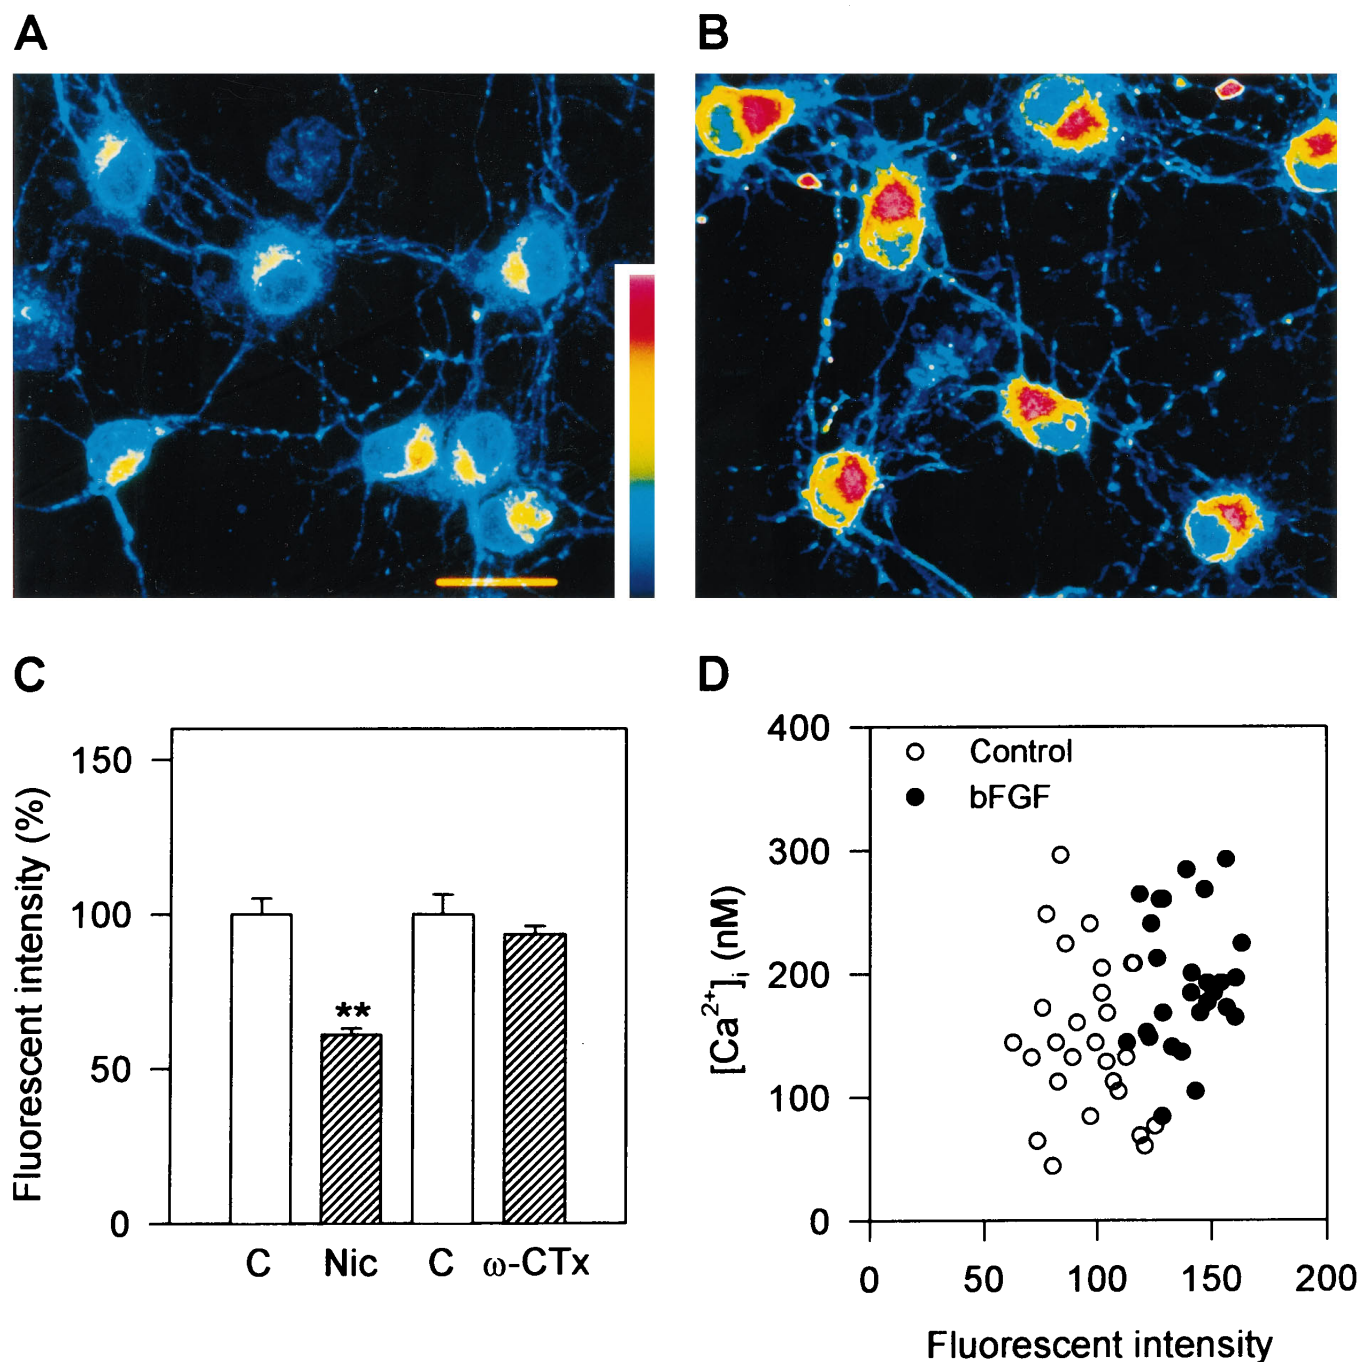 A
B
C
Fluorescent intensity (%)
150
100
50
0
**
C Nic C ω-CTx
D
[Ca²⁺]ᵢ (nM)
400
300
200
100
0
Control
bFGF
0 50 100 150 200
Fluorescent intensity